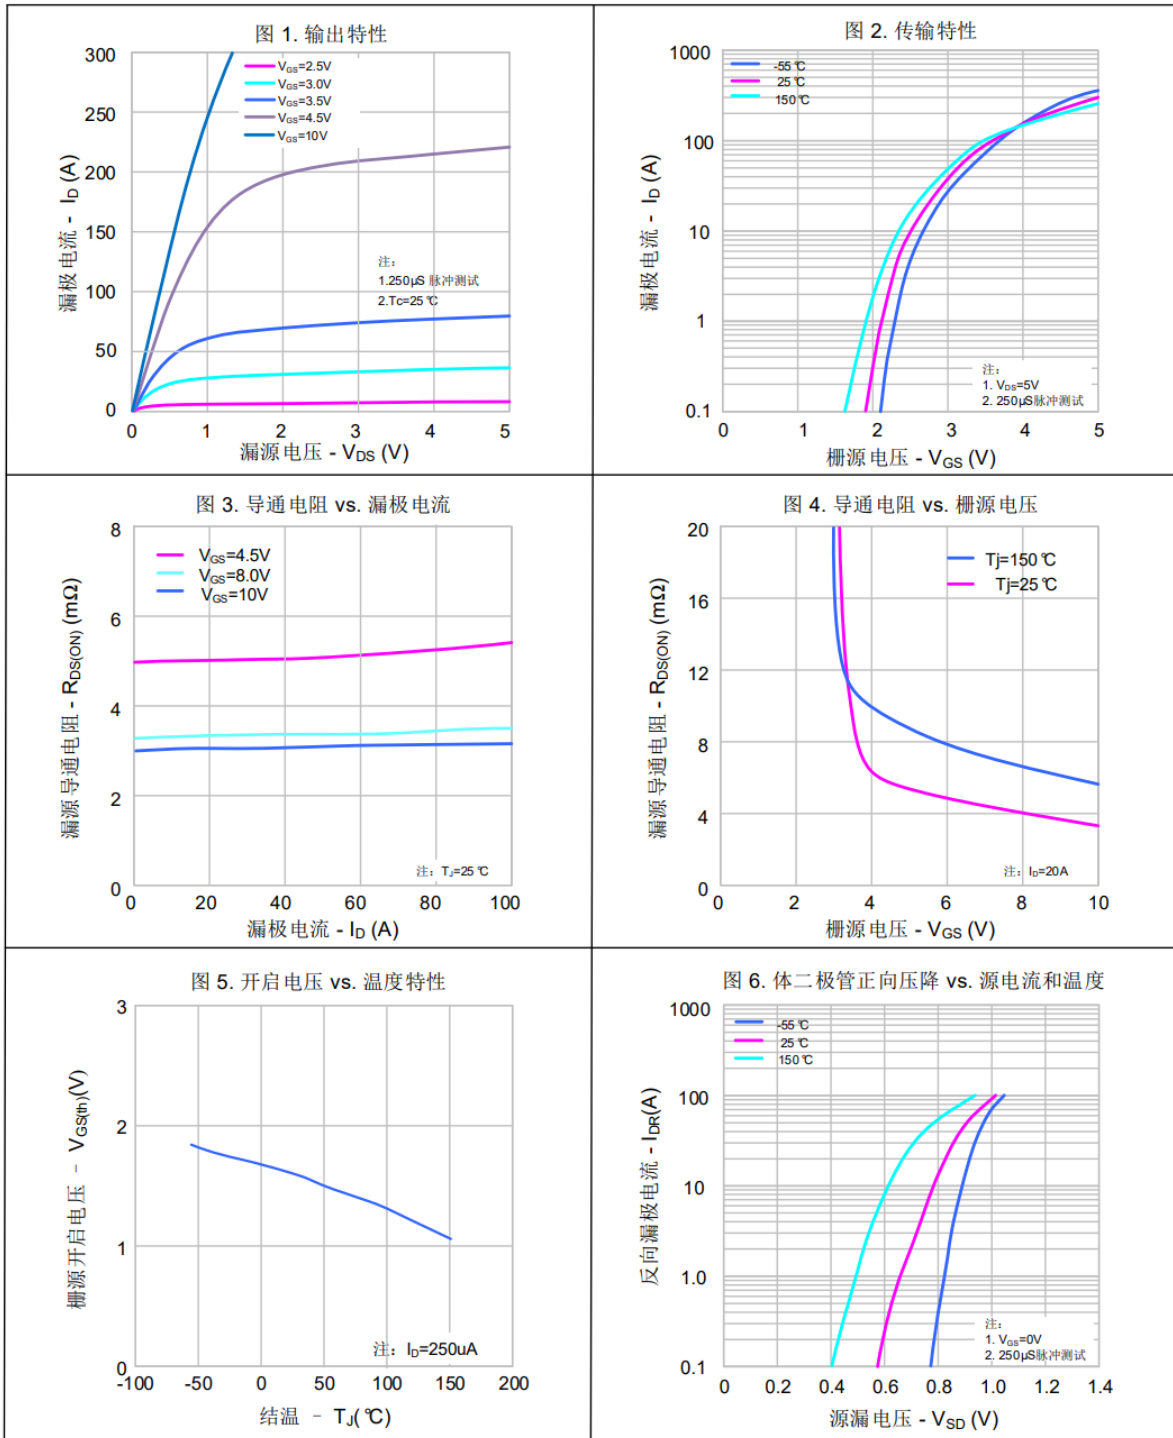 图 1. 输出特性
300
250
200
150
100
50
0
0
1
2
3
4
5
漏极电流 - ID (A)
漏源电压 - VDS (V)
VGS=2.5V
VGS=3.0V
VGS=3.5V
VGS=4.5V
VGS=10V
注：
1.250μS 脉冲测试
2.Tc=25℃
图 2. 传输特性
1000
100
10
1
0.1
0
1
2
3
4
5
漏极电流 - ID (A)
栅源电压 - VGS (V)
-55℃
25℃
150℃
注：
1. VDS=5V
2. 250μS脉冲测试
图 3. 导通电阻 vs. 漏极电流
8
6
4
2
0
0
20
40
60
80
100
漏源导通电阻 - RDS(ON) (mΩ)
漏极电流 - ID (A)
VGS=4.5V
VGS=8.0V
VGS=10V
注：TJ=25℃
图 4. 导通电阻 vs. 栅源电压
20
16
12
8
4
0
0
2
4
6
8
10
漏源导通电阻 - RDS(ON) (mΩ)
栅源电压 - VGS (V)
Tj=150℃
Tj=25℃
注：ID=20A
图 5. 开启电压 vs. 温度特性
3
2
1
0
-100
-50
0
50
100
150
200
栅源开启电压 - VGS(th)(V)
结温 - TJ(℃)
注：ID=250uA
图 6. 体二极管正向压降 vs. 源电流和温度
1000
100
10
1.0
0.1
0
0.2
0.4
0.6
0.8
1.0
1.2
1.4
反向漏极电流 - IDR(A)
源漏电压 - VSD (V)
-55℃
25℃
150℃
注：
1. VGS=0V
2. 250μS脉冲测试